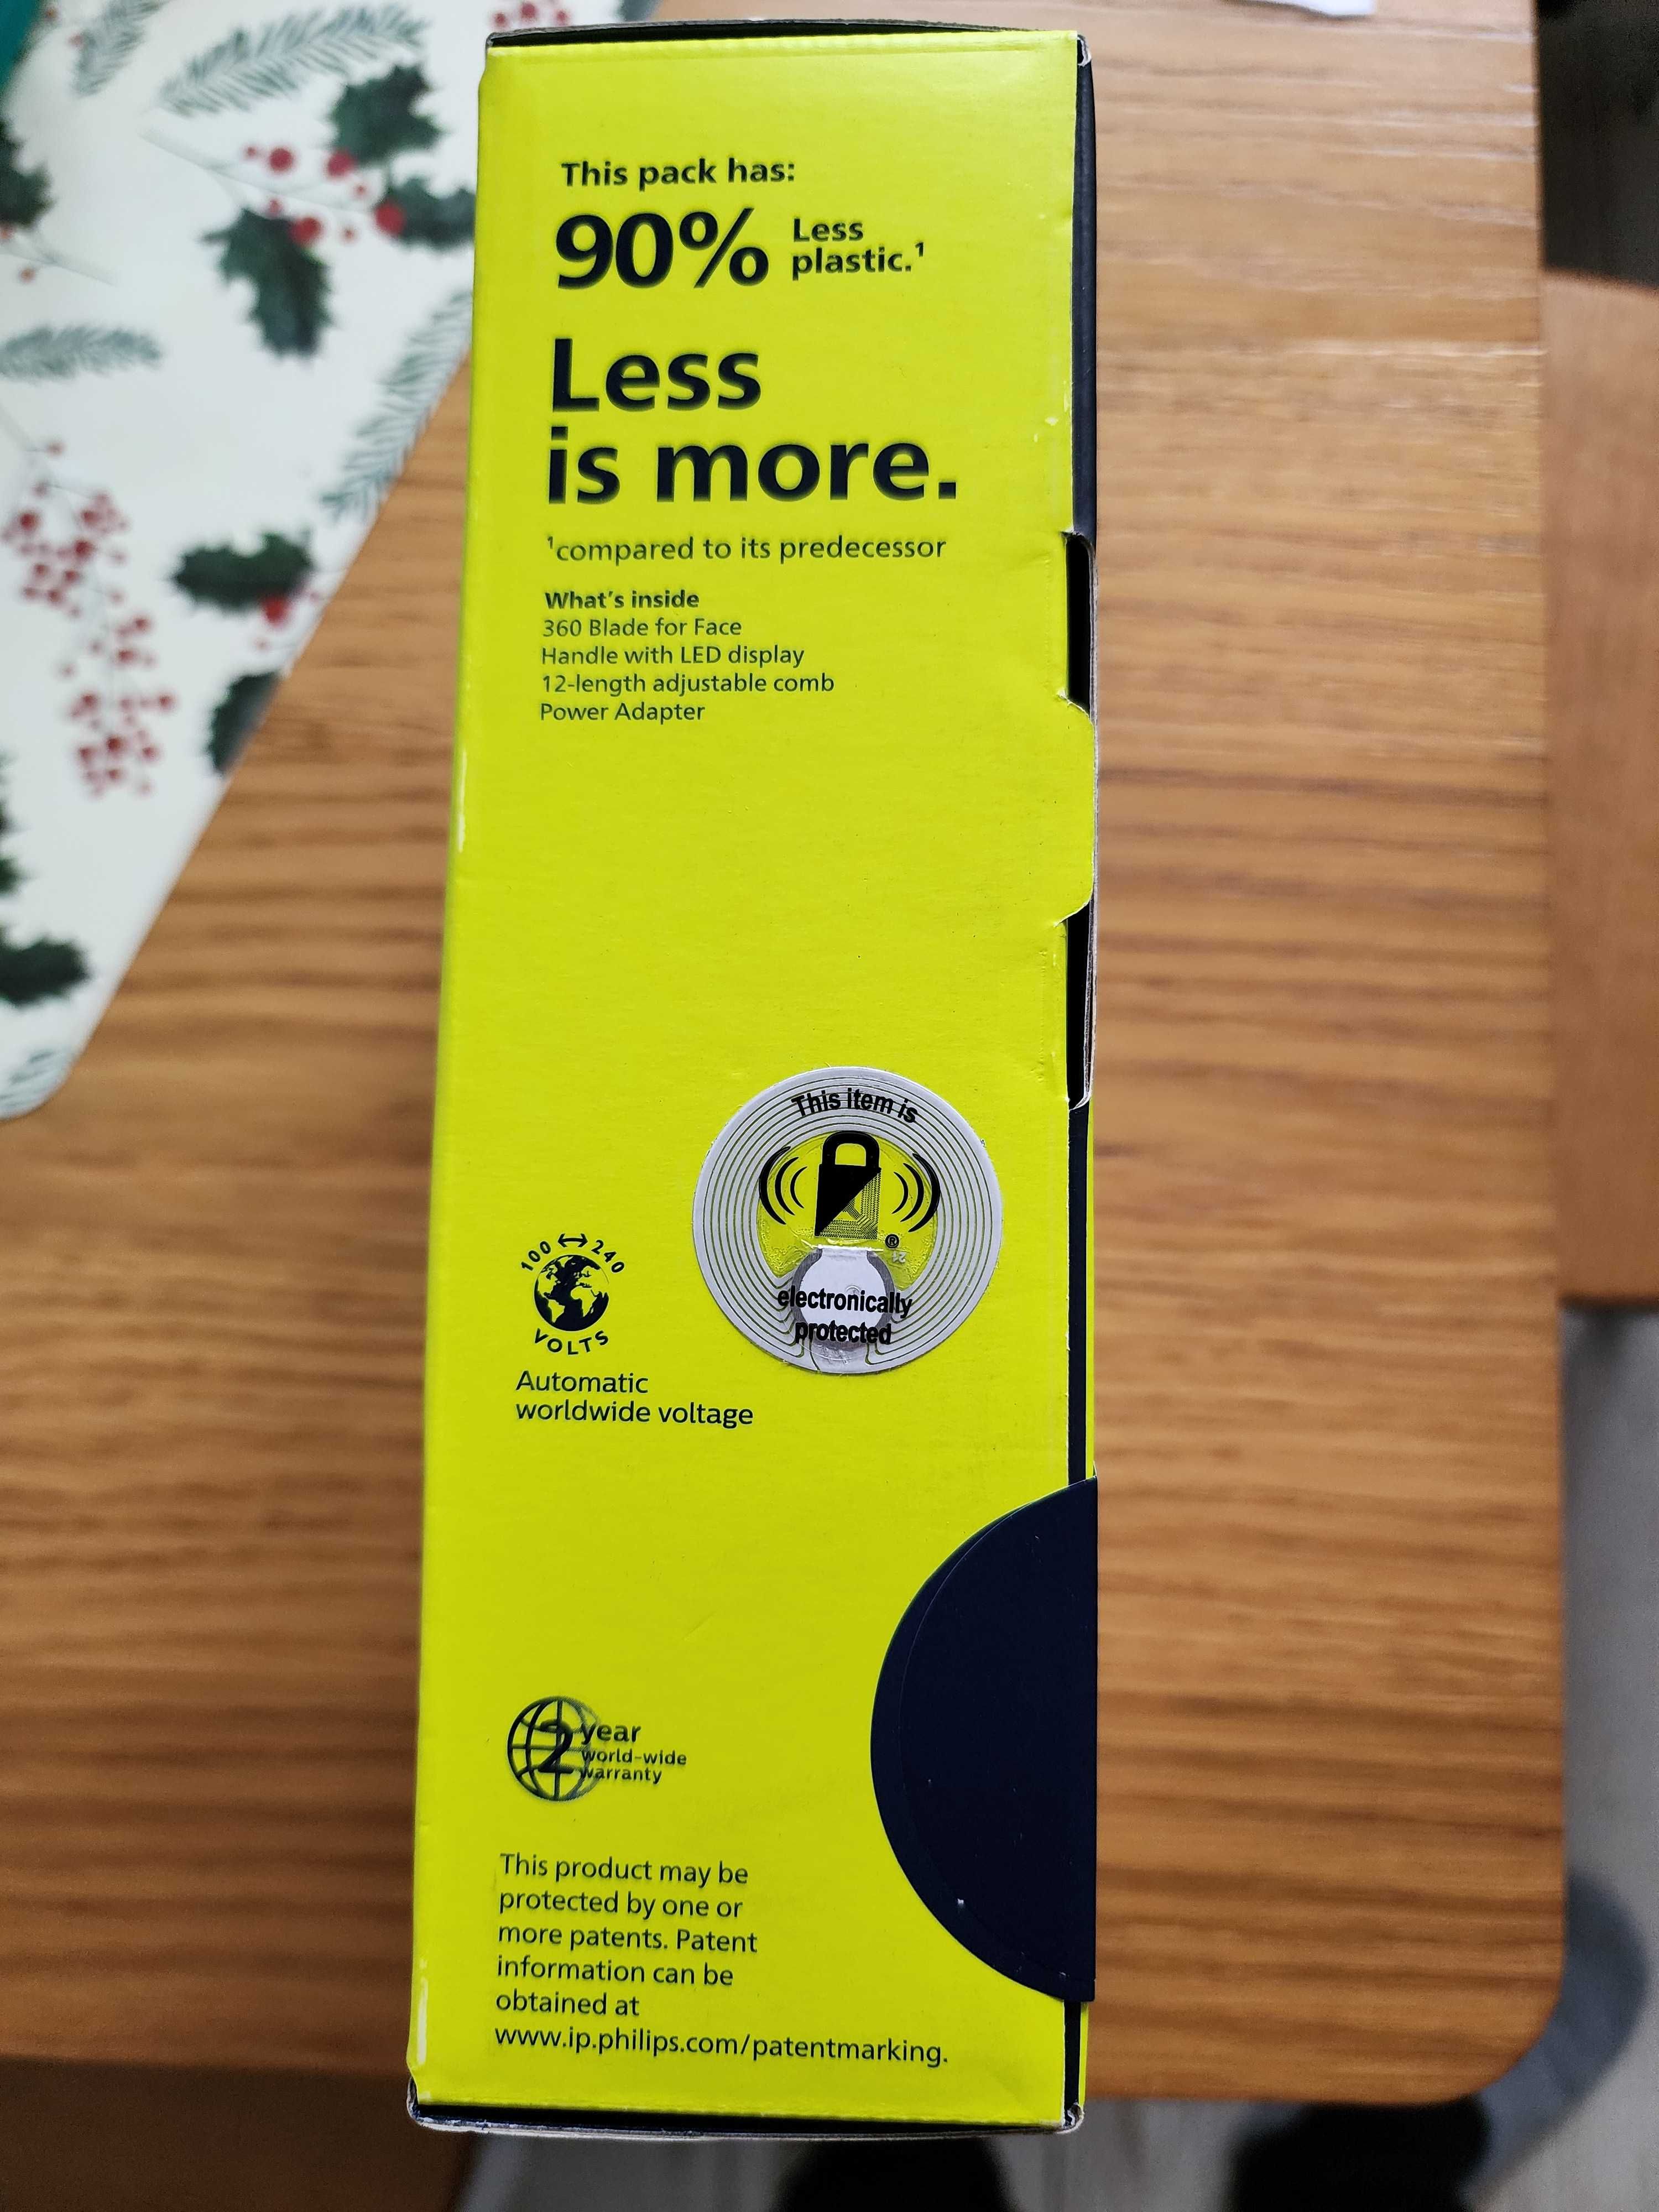 This pack has:
90% Less
plastic.¹
Less
is more.
¹compared to its predecessor
What's inside
360 Blade for Face
Handle with LED display
12-length adjustable comb
Power Adapter
This item is
®
electronically
protected
100 ↔ 240
VOLTS
Automatic
worldwide voltage
2 year
world-wide
warranty
This product may be
protected by one or
more patents. Patent
information can be
obtained at
www.ip.philips.com/patentmarking.